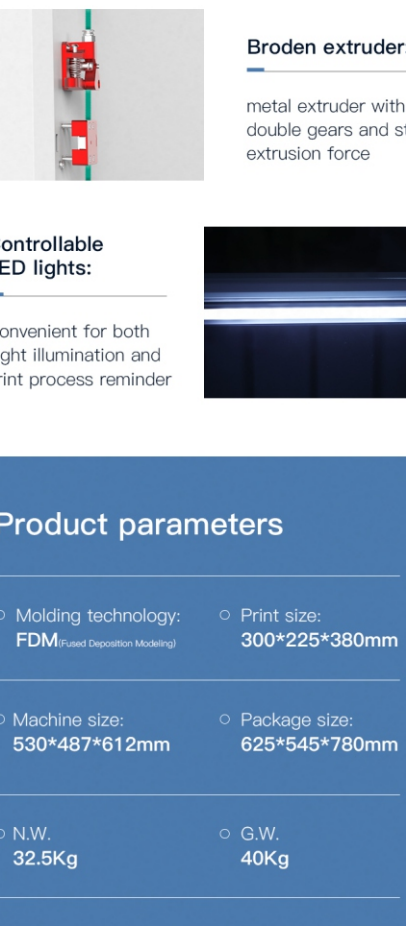 Broden extruder:
metal extruder with
double gears and st
extrusion force
ontrollable
ED lights:
onvenient for both
ght illumination and
rint process reminder
Product parameters
Molding technology:
FDM(Fused Deposition Modeling)
Print size:
300*225*380mm
Machine size:
530*487*612mm
Package size:
625*545*780mm
N.W.
32.5Kg
G.W.
40Kg